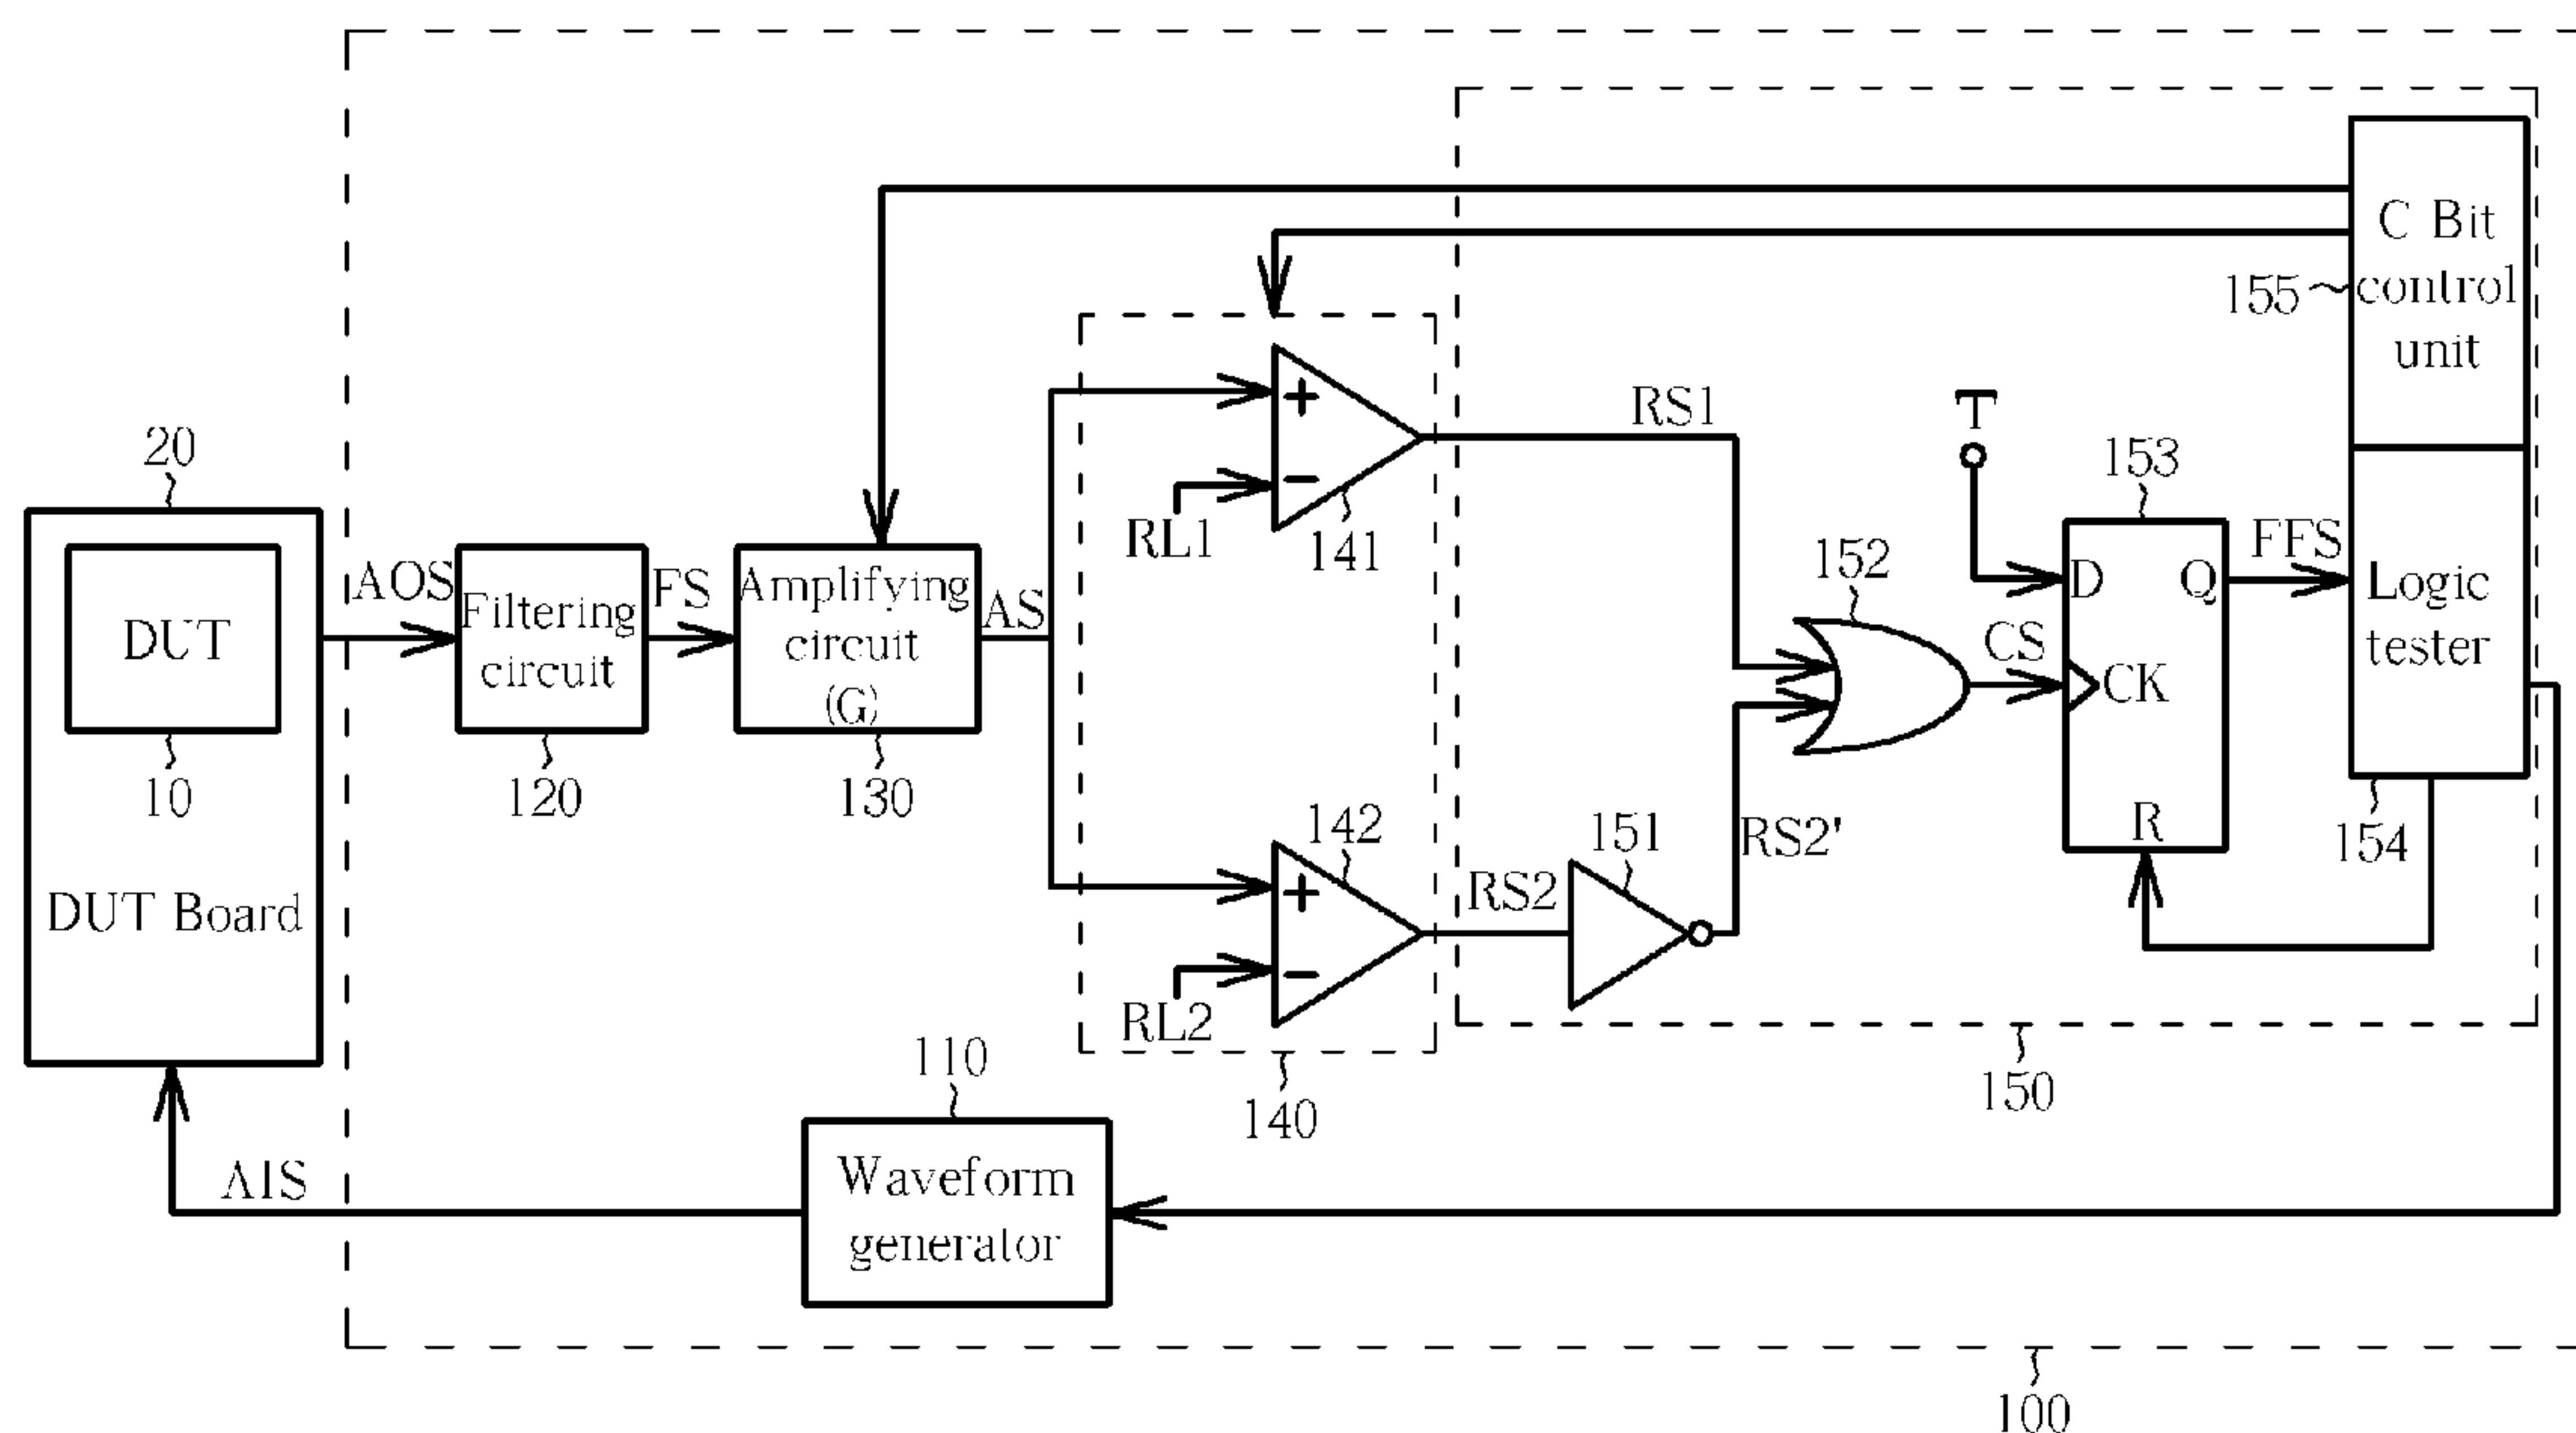 C Bit
control
unit
155
RS1
T
20
153
RL1
141
152
FFS
AOS
FS
Amplifying
circuit
(G)
AS
D
Q
Logic
tester
DUT
Filtering
circuit
CS
CK
10
120
130
142
151
RS2'
R
154
DUT Board
RS2
RL2
110
140
150
AIS
Waveform
generator
100